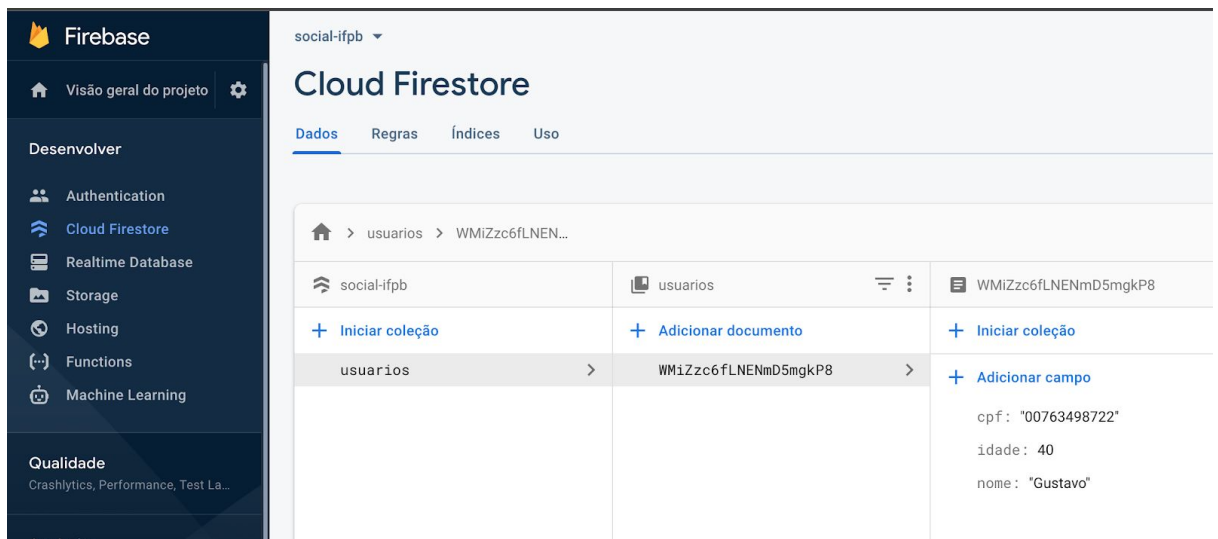 Firebase
Visão geral do projeto
Desenvolver
Authentication
Cloud Firestore
Realtime Database
Storage
Hosting
Functions
Machine Learning
Qualidade
Crashlytics, Performance, Test La...
social-ifpb
Cloud Firestore
Dados Regras Índices Uso
> usuarios > WMiZzc6fLNEN...
social-ifpb
+ Iniciar coleção
usuarios >
usuarios
+ Adicionar documento
WMiZzc6fLNENmD5mgkP8 >
WMiZzc6fLNENmD5mgkP8
+ Iniciar coleção
+ Adicionar campo
cpf: "00763498722"
idade: 40
nome: "Gustavo"